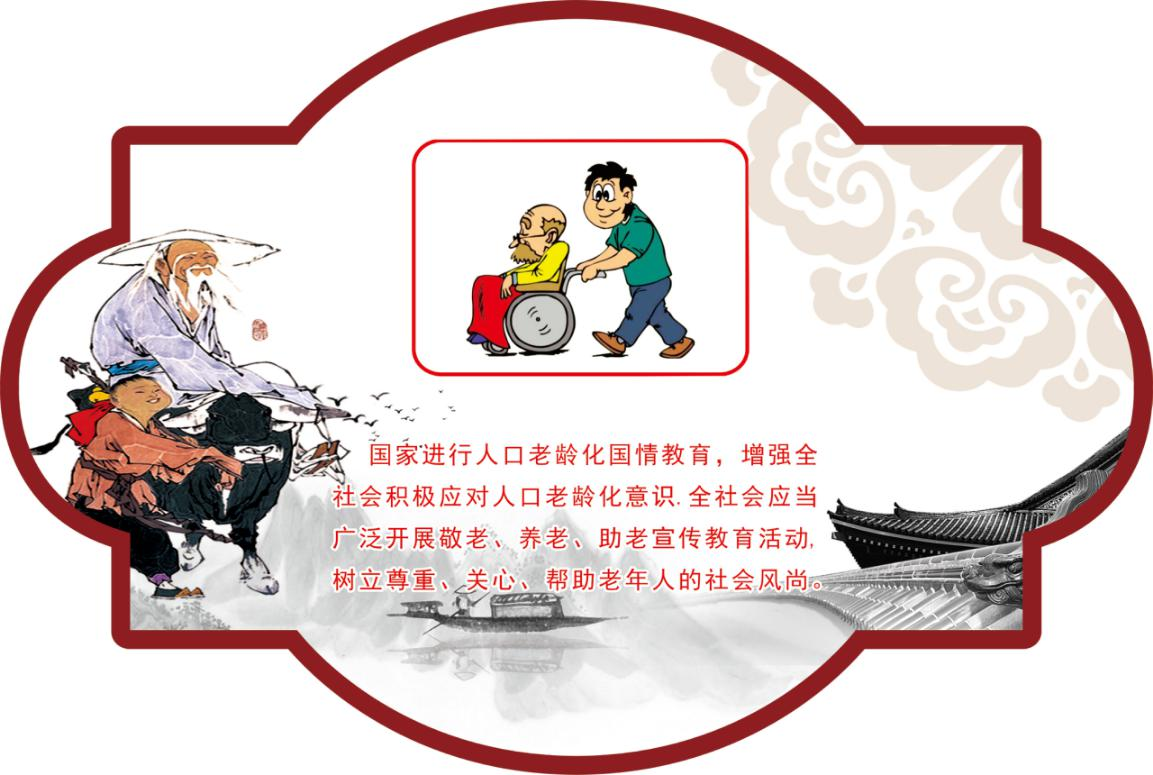 国家进行人口老龄化国情教育，增强全
社会积极应对人口老龄化意识.全社会应当
广泛开展敬老、养老、助老宣传教育活动,
树立尊重、关心、帮助老年人的社会风尚。